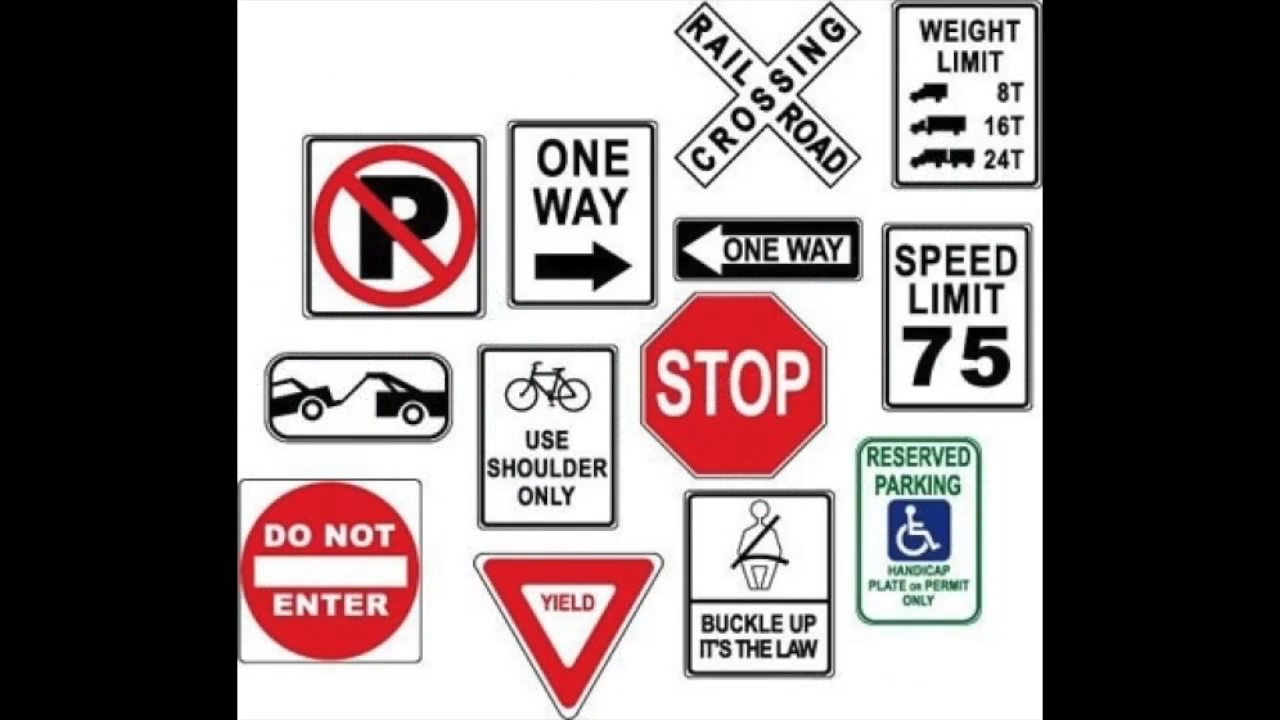 RAIL ROAD
CROSSING
WEIGHT
LIMIT
8T
16T
24T
P
ONE
WAY
ONE WAY
SPEED
LIMIT
75
STOP
USE
SHOULDER
ONLY
RESERVED
PARKING
HANDICAP
PLATE OR PERMIT
ONLY
DO NOT
ENTER
YIELD
BUCKLE UP
IT'S THE LAW